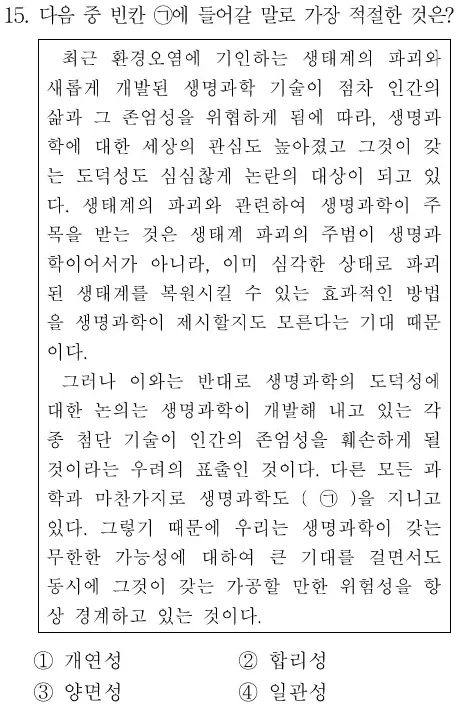 15. 다음 중 빈칸 ㉠에 들어갈 말로 가장 적절한 것은?
최근 환경오염에 기인하는 생태계의 파괴와
새롭게 개발된 생명과학 기술이 점차 인간의
삶과 그 존엄성을 위협하게 됨에 따라, 생명과
학에 대한 세상의 관심도 높아졌고 그것이 갖
는 도덕성도 심심찮게 논란의 대상이 되고 있
다. 생태계의 파괴와 관련하여 생명과학이 주
목을 받는 것은 생태계 파괴의 주범이 생명과
학이어서가 아니라, 이미 심각한 상태로 파괴
된 생태계를 복원시킬 수 있는 효과적인 방법
을 생명과학이 제시할지도 모른다는 기대 때문
이다.
그러나 이와는 반대로 생명과학의 도덕성에
대한 논의는 생명과학이 개발해 내고 있는 각
종 첨단 기술이 인간의 존엄성을 훼손하게 될
것이라는 우려의 표출인 것이다. 다른 모든 과
학과 마찬가지로 생명과학도 ( ㉠ )을 지니고
있다. 그렇기 때문에 우리는 생명과학이 갖는
무한한 가능성에 대하여 큰 기대를 걸면서도
동시에 그것이 갖는 가공할 만한 위험성을 항
상 경계하고 있는 것이다.
① 개연성 ② 합리성
③ 양면성 ④ 일관성